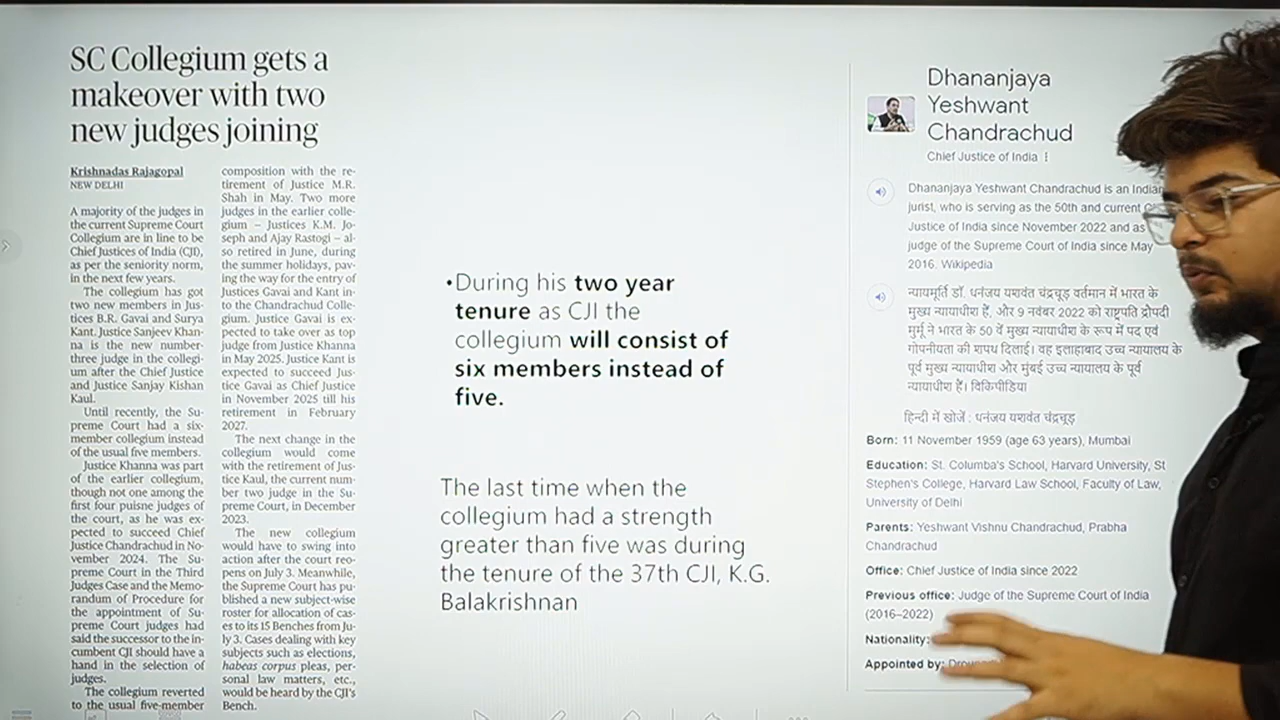 SC Collegium gets a
makeover with two
new judges joining
Krishnadas Rajagopal
NEW DELHI
A majority of the judges in
the current Supreme Court
Collegium are in line to be
Chief Justices of India (CJI),
as per the seniority norm,
in the next few years.
The collegium has got
two new members in Jus-
tices B.R. Gavai and Surya
Kant. Justice Sanjeev Khan-
na is the new number-
three judge in the collegi-
um after the Chief Justice
and Justice Sanjay Kishan
Kaul.
Until recently, the Su-
preme Court had a six-
member collegium instead
of the usual five members.
Justice Khanna was part
of the earlier collegium,
though not one among the
first four puisne judges of
the court, as he was ex-
pected to succeed Chief
Justice Chandrachud in No-
vember 2024. The Su-
preme Court in the Third
Judges Case and the Memo-
randum of Procedure for
the appointment of Su-
preme Court judges had
said the successor to the in-
cumbent CJI should have a
hand in the selection of
judges.
The collegium reverted
to the usual five-member
composition with the re-
tirement of Justice M.R.
Shah in May. Two more
judges in the earlier colle-
gium – Justices K.M. Jo-
seph and Ajay Rastogi – al-
so retired in June, during
the summer holidays, pav-
ing the way for the entry of
Justices Gavai and Kant in-
to the Chandrachud Colle-
gium. Justice Gavai is ex-
pected to take over as top
judge from Justice Khanna
in May 2025. Justice Kant is
expected to succeed Jus-
tice Gavai as Chief Justice
in November 2025 till his
retirement in February
2027.
The next change in the
collegium would come
with the retirement of Jus-
tice Kaul, the current num-
ber two judge in the Su-
preme Court, in December
2023.
The new collegium
would have to swing into
action after the court reo-
pens on July 3. Meanwhile,
the Supreme Court has pu-
blished a new subject-wise
roster for allocation of cas-
es to its 15 Benches from Ju-
ly 3. Cases dealing with key
subjects such as elections,
habeas corpus pleas, per-
sonal law matters, etc.,
would be heard by the CJI's
Bench.
•During his two year
tenure as CJI the
collegium will consist of
six members instead of
five.
The last time when the
collegium had a strength
greater than five was during
the tenure of the 37th CJI, K.G.
Balakrishnan
Dhananjaya
Yeshwant
Chandrachud
Chief Justice of India
Dhananjaya Yeshwant Chandrachud is an Indian
jurist, who is serving as the 50th and current
Justice of India since November 2022 and as
judge of the Supreme Court of India since May
2016. Wikipedia
न्यायमूर्ति डॉ. धनंजय यशवंत चंद्रचूड़ वर्तमान में भारत के
मुख्य न्यायाधीश हैं, और 9 नवंबर 2022 को राष्ट्रपति द्रौपदी
मुर्मू ने भारत के 50 वें मुख्य न्यायाधीश के रूप में पद एवं
गोपनीयता की शपथ दिलाई। वह इलाहाबाद उच्च न्यायालय के
पूर्व मुख्य न्यायाधीश और मुंबई उच्च न्यायालय के पूर्व
न्यायाधीश हैं। विकिपीडिया
हिन्दी में खोजें : धनंजय यशवंत चंद्रचूड़
Born: 11 November 1959 (age 63 years), Mumbai
Education: St. Columba's School, Harvard University, St
Stephen's College, Harvard Law School, Faculty of Law,
University of Delhi
Parents: Yeshwant Vishnu Chandrachud, Prabha
Chandrachud
Office: Chief Justice of India since 2022
Previous office: Judge of the Supreme Court of India
(2016–2022)
Nationality:
Appointed by: